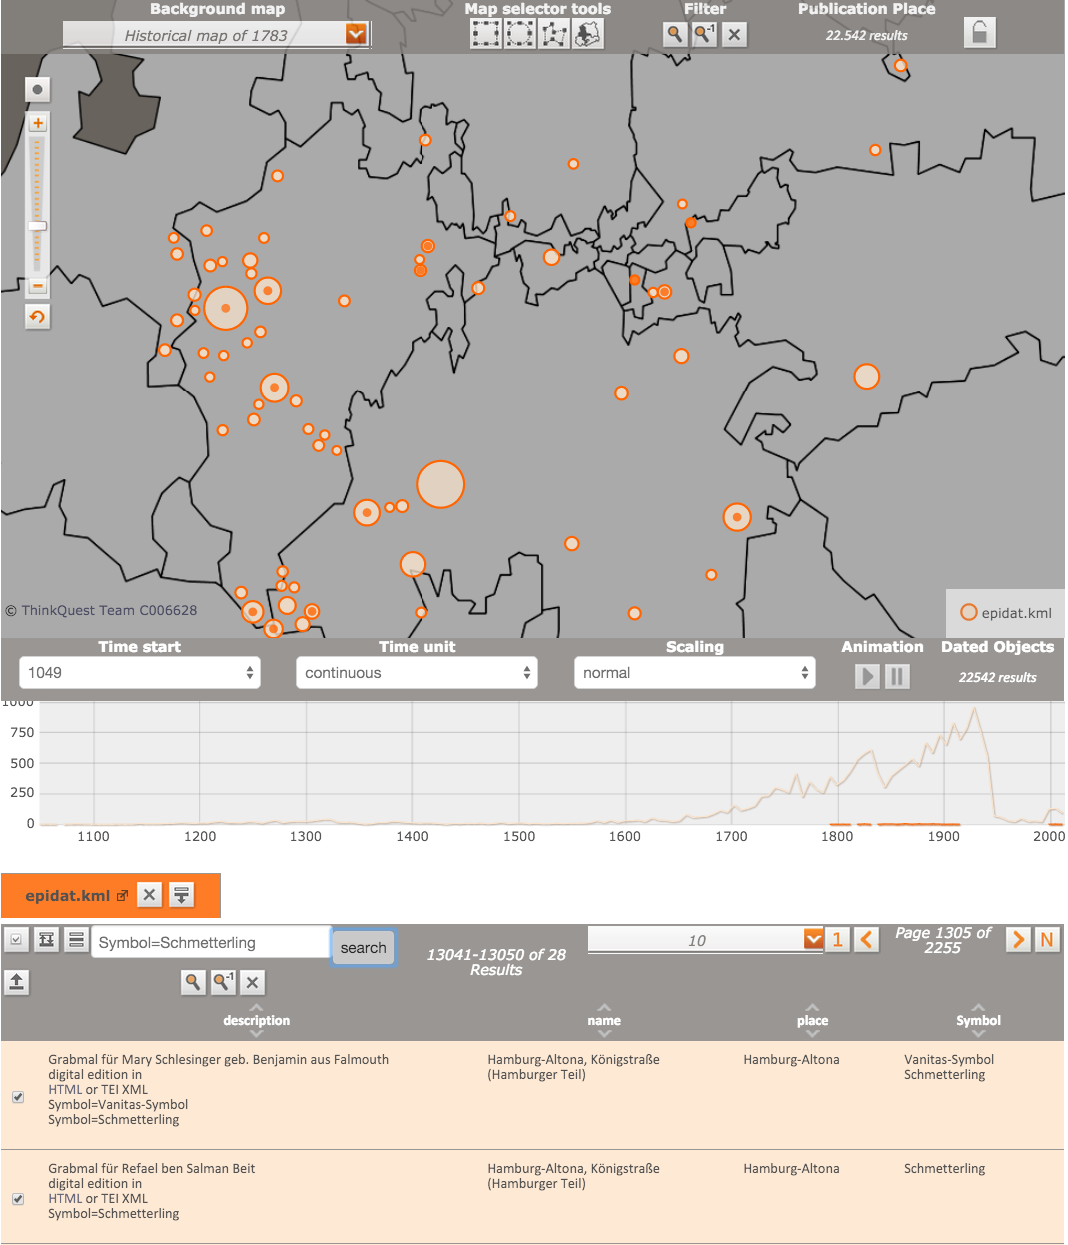 Background map
Map selector tools
Filter
Publication Place
Historical map of 1783
-1
22.542 results
© ThinkQuest Team C006628
epidat.kml
Time start
Time unit
Scaling
Animation
Dated Objects
1049
continuous
normal
22542 results
1000
750
500
250
0
1100 1200 1300 1400 1500 1600 1700 1800 1900 2000
epidat.kml
Symbol=Schmetterling
search
13041-13050 of 28
Results
10
1
Page 1305 of
2255
N
-1
description
name
place
Symbol
Grabmal für Mary Schlesinger geb. Benjamin aus Falmouth
digital edition in
HTML or TEI XML
Symbol=Vanitas-Symbol
Symbol=Schmetterling
Hamburg-Altona, Königstraße
(Hamburger Teil)
Hamburg-Altona
Vanitas-Symbol
Schmetterling
Grabmal für Refael ben Salman Beit
digital edition in
HTML or TEI XML
Symbol=Schmetterling
Hamburg-Altona, Königstraße
(Hamburger Teil)
Hamburg-Altona
Schmetterling